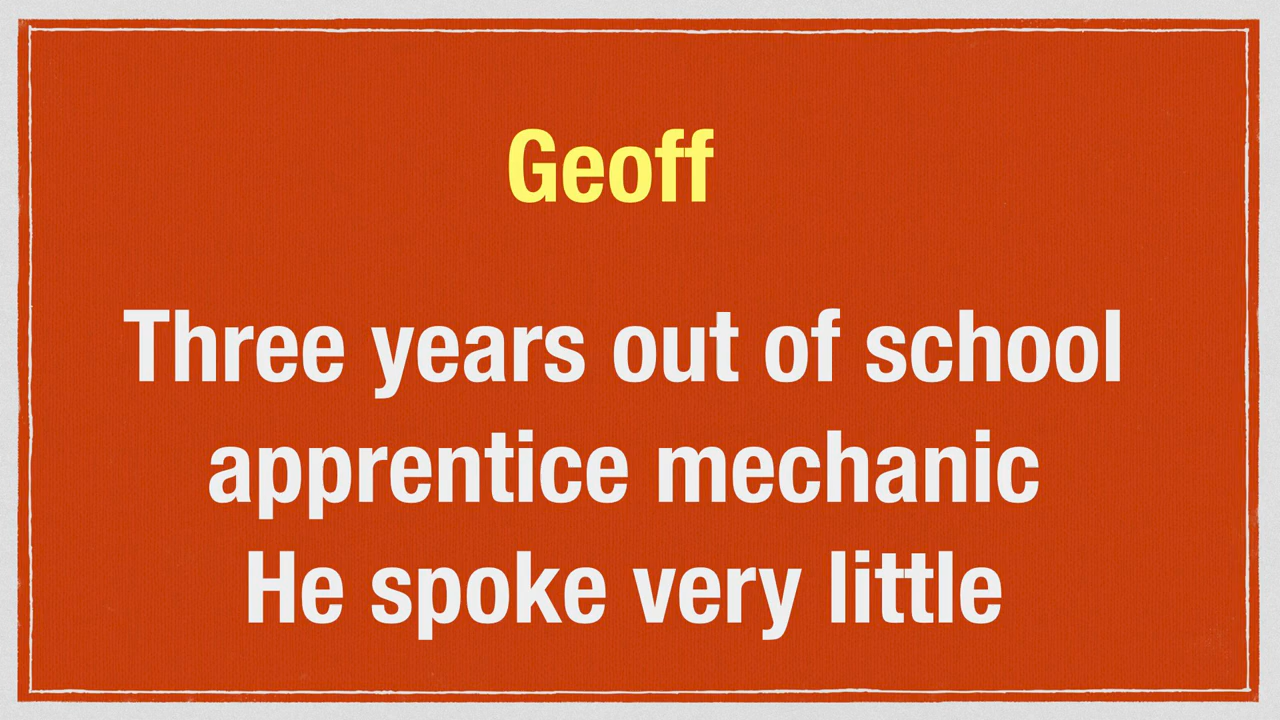 Geoff
Three years out of school
apprentice mechanic
He spoke very little